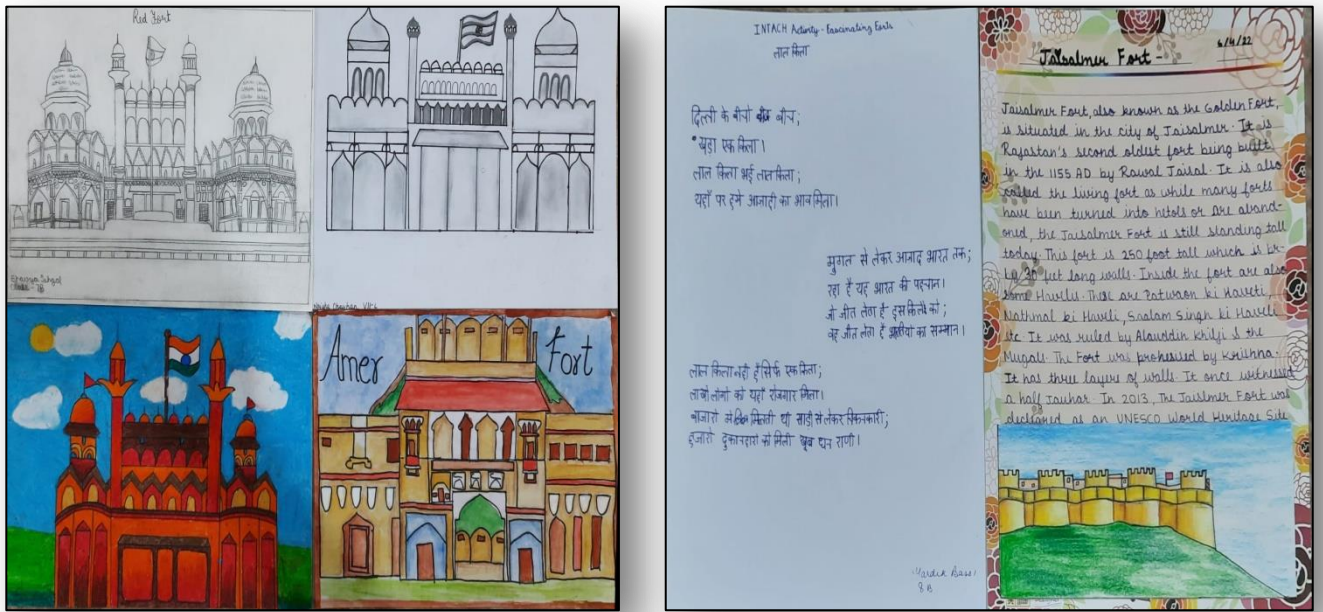 Red Fort
Amer Fort
INTACH Activity - Fascinating Forts
लाल किला
दिल्ली के बीचो बीच;
खड़ा एक किला।
लाल किला भई लाल किला;
यहाँ पर हमे आजादी का भाव मिला।
मुगल से लेकर आजाद भारत तक;
रहा है यह भारत की पहचान।
जो जीत लेता है इस किले को;
वह जीत लेता है का सम्मान।
लाल किला नही है सिर्फ एक किला;
लाखो लोगों को यहाँ रोजगार मिला।
बाजारो से मिलती थी साड़ी से लेकर
हजारो दुकानदारो को मिली खूब धन राशी।
8 B
Jaisalmer Fort -
6/4/22
Jaisalmer Fort, also known as the Golden Fort,
is situated in the city of Jaisalmer. It is
Rajastan's second oldest fort being built
in the 1155 AD by Rawal Jaisal. It is also
called the living fort as while many forts
have been turned into hetols or are aband-
oned, the Jaisalmer Fort is still standing tall
today. This fort is 250 foot tall which is br-
by 30 feet long walls. Inside the fort are also
some Havelis. These are Patwaon ki Haveli,
Nathmal ki Haveli, Saalam Singh ki Haveli
etc. It was ruled by Alauddin Khilji & the
Mugals. The Fort was by Krishna.
It has three layers of walls. It once witnessed
a half Jauhar. In 2013, The Jaisalmer Fort was
declared as an UNESCO World Heritage Site